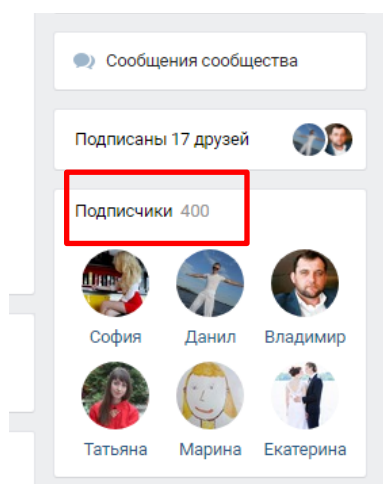 Сообщения сообщества
Подписаны 17 друзей
Подписчики 400
София Данил Владимир
Татьяна Марина Екатерина